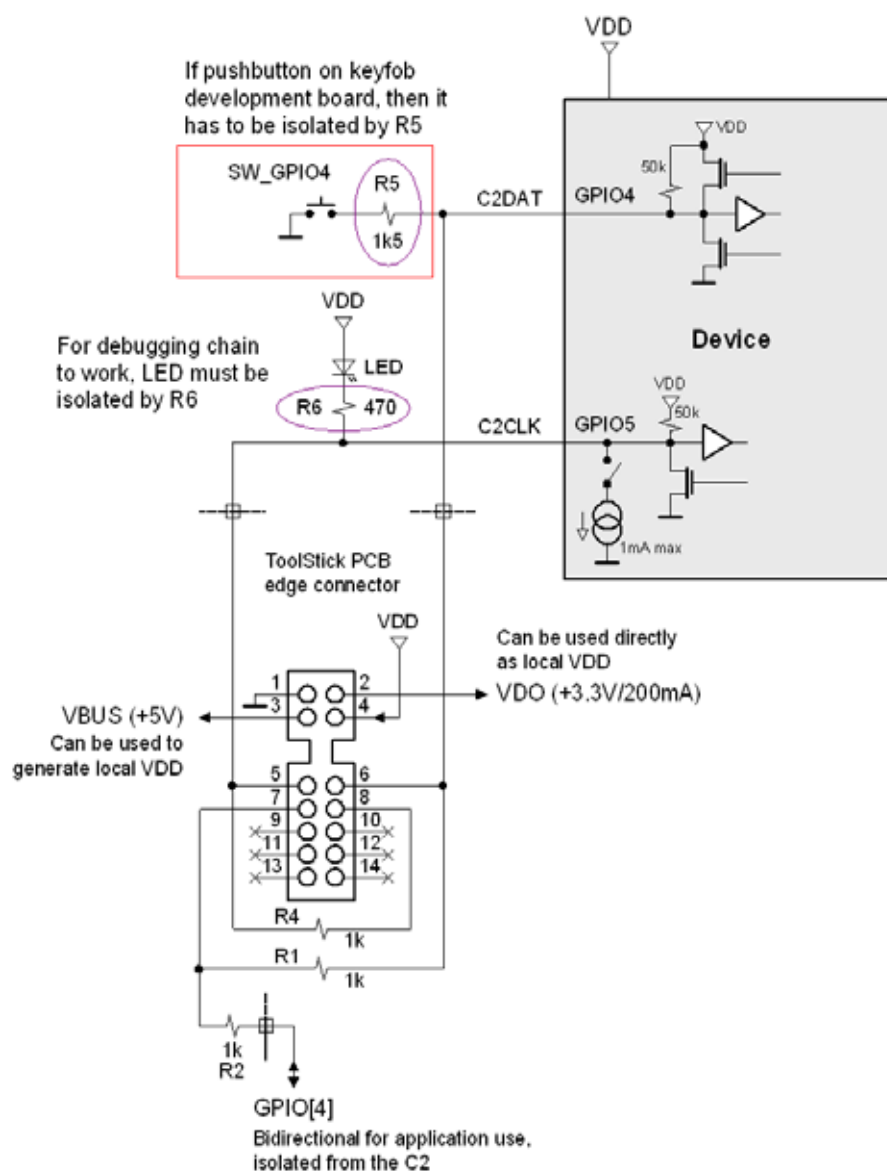 VDD
If pushbutton on keyfob
development board, then it
has to be isolated by R5
SW_GPIO4
R5
1k5
C2DAT
GPIO4
VDD
50k
Device
VDD
For debugging chain
to work, LED must be
isolated by R6
LED
R6
470
C2CLK
GPIO5
VDD
50k
1mA max
ToolStick PCB
edge connector
VDD
Can be used directly
as local VDD
VDO (+3.3V/200mA)
VBUS (+5V)
Can be used to
generate local VDD
1 2
3 4
5 6
7 8
9 10
11 12
13 14
R4
1k
R1
1k
1k
R2
GPIO[4]
Bidirectional for application use,
isolated from the C2